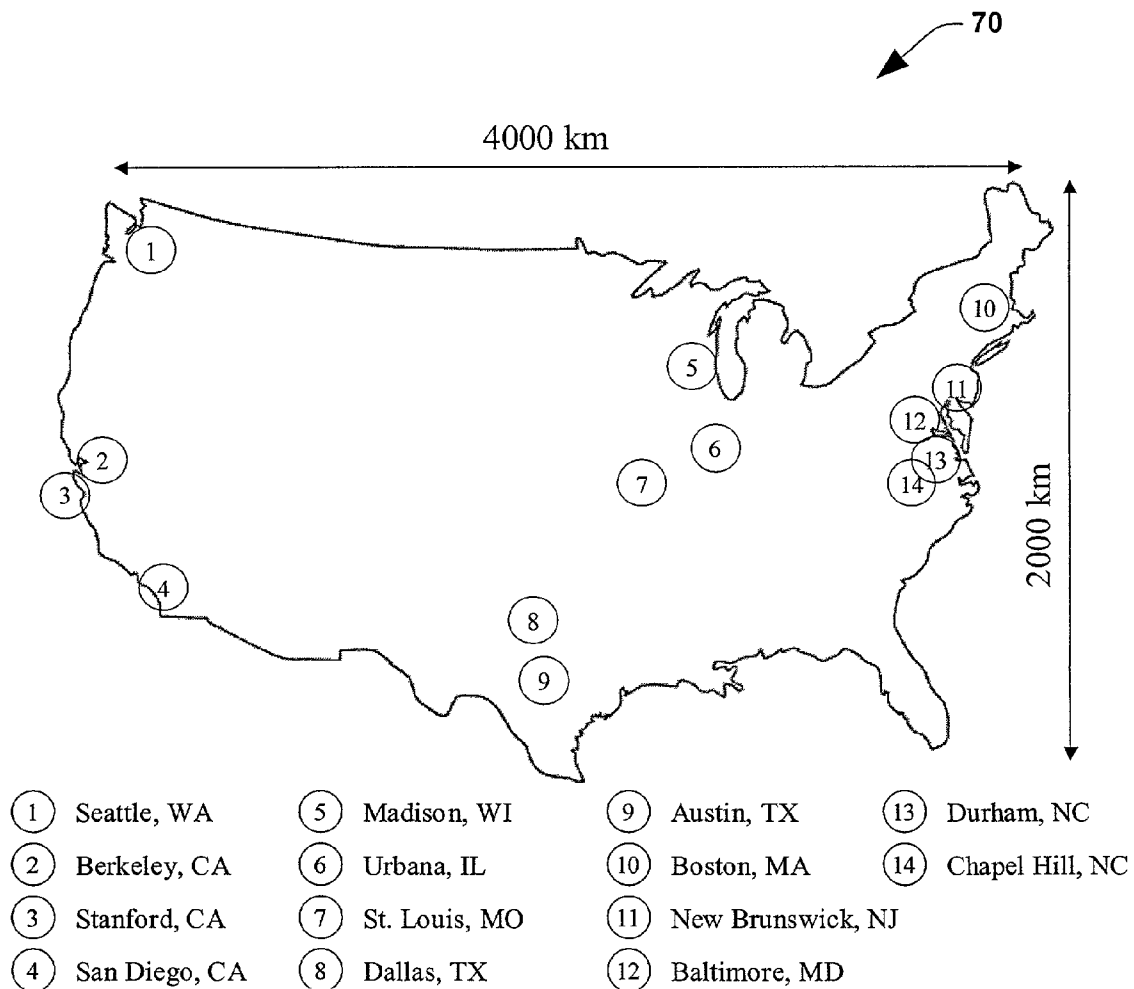 70
4000 km
1
10
5
11
12
6
2
13
7
14
3
2000 km
4
8
9
1 Seattle, WA
5 Madison, WI
9 Austin, TX
13 Durham, NC
2 Berkeley, CA
6 Urbana, IL
10 Boston, MA
14 Chapel Hill, NC
3 Stanford, CA
7 St. Louis, MO
11 New Brunswick, NJ
4 San Diego, CA
8 Dallas, TX
12 Baltimore, MD